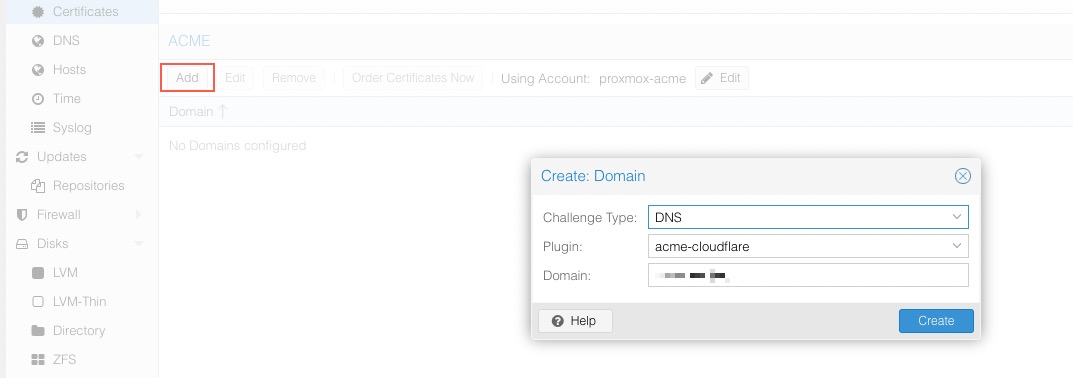 Certificates
ACME
DNS
Hosts
Add Edit Remove Order Certificates Now Using Account: proxmox-acme Edit
Time
Domain
Syslog
No Domains configured
Updates
Repositories
Firewall
Disks
LVM
LVM-Thin
Directory
ZFS
Create: Domain
Challenge Type: DNS
Plugin: acme-cloudflare
Domain:
Help Create